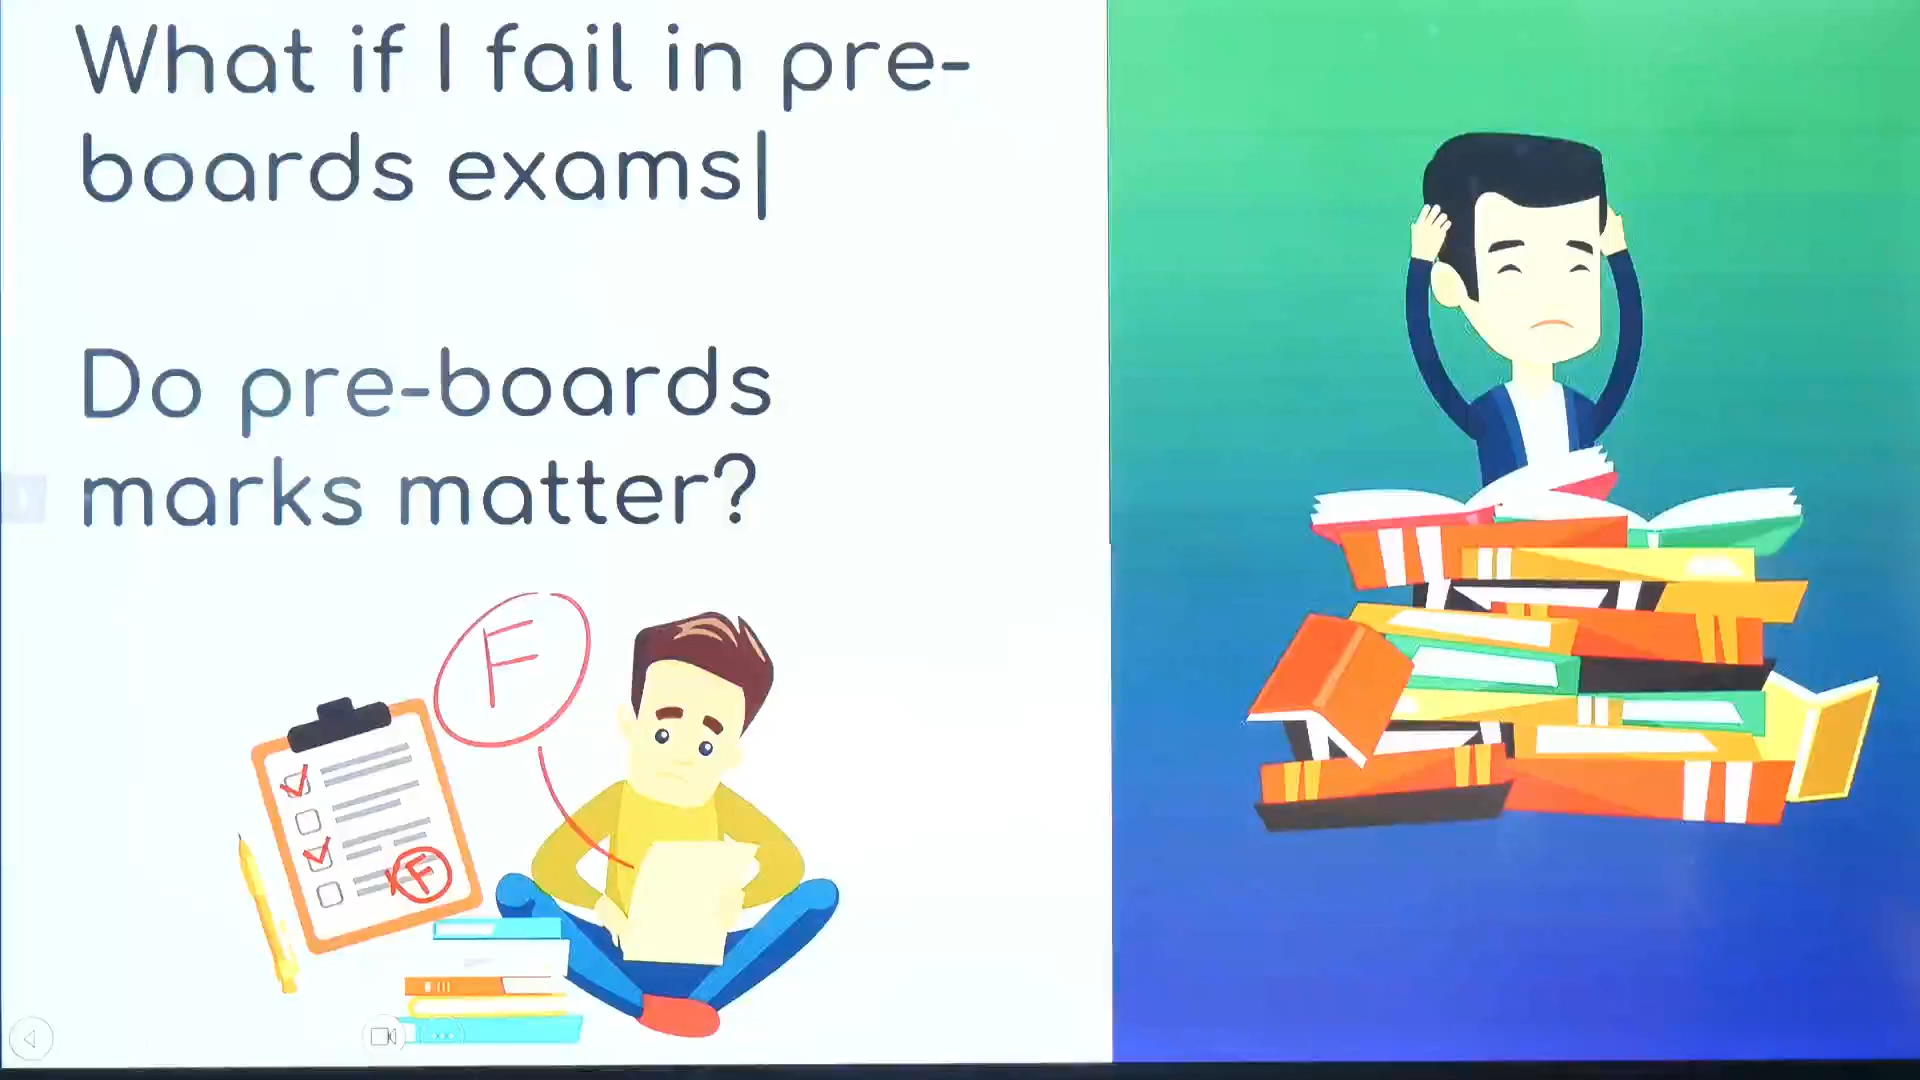 What if I fail in pre-
boards exams|
Do pre-boards
marks matter?
F
F